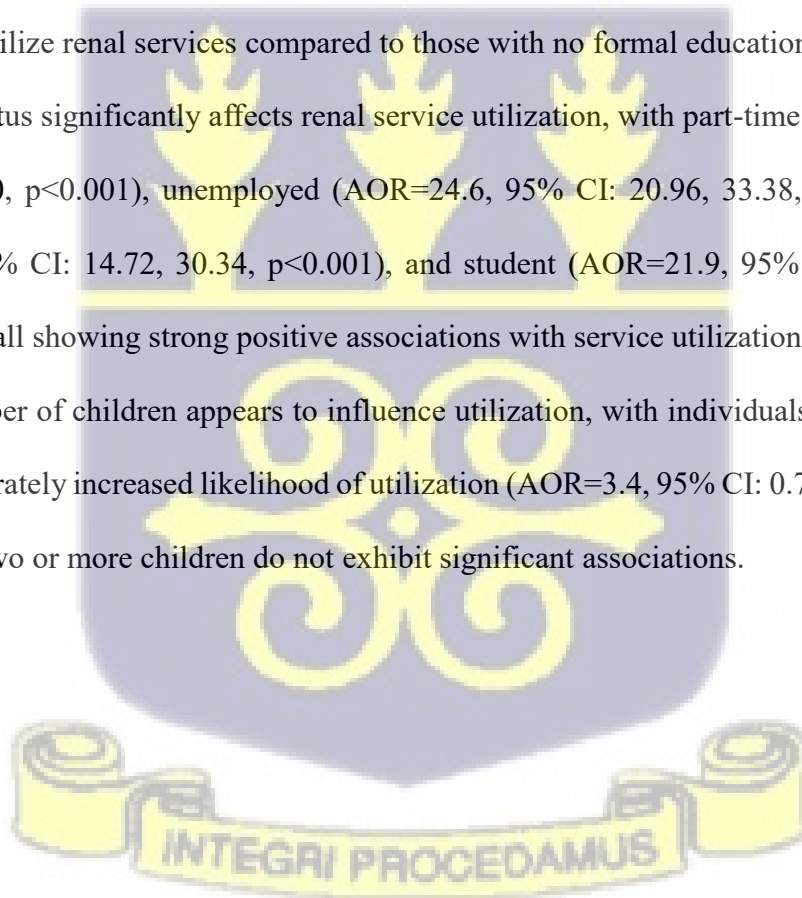 ilize renal services compared to those with no formal education
tus significantly affects renal service utilization, with part-time
, p<0.001), unemployed (AOR=24.6, 95% CI: 20.96, 33.38,
% CI: 14.72, 30.34, p<0.001), and student (AOR=21.9, 95%
all showing strong positive associations with service utilization
ber of children appears to influence utilization, with individuals
rately increased likelihood of utilization (AOR=3.4, 95% CI: 0.7
wo or more children do not exhibit significant associations.
INTEGRI PROCEDAMUS